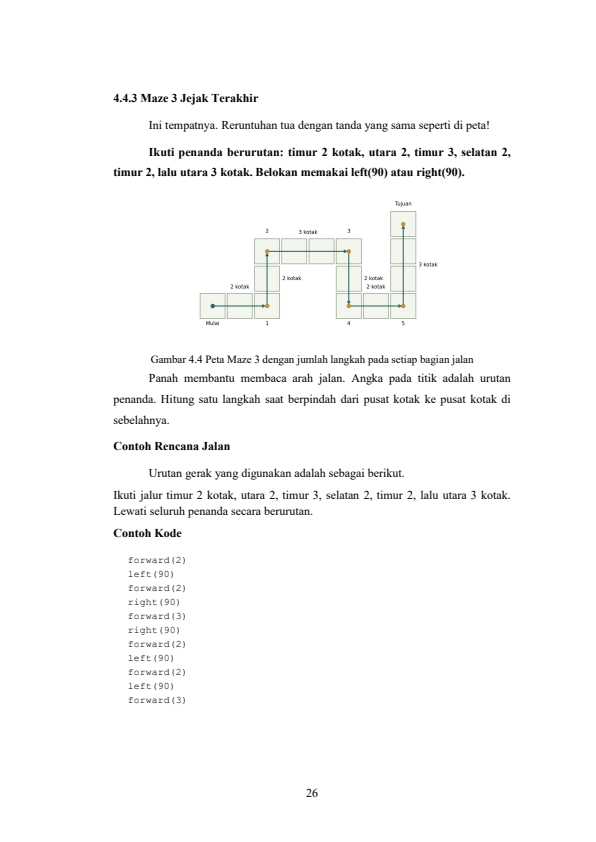 4.4.3 Maze 3 Jejak Terakhir
Ini tempatnya. Reruntuhan tua dengan tanda yang sama seperti di peta!
Ikuti penanda berurutan: timur 2 kotak, utara 2, timur 3, selatan 2,
timur 2, lalu utara 3 kotak. Belokan memakai left(90) atau right(90).
Tujuan
2
3 kotak
3
3 kotak
2 kotak
2 kotak
2 kotak
2 kotak
Mulai
1
4
5
Gambar 4.4 Peta Maze 3 dengan jumlah langkah pada setiap bagian jalan
Panah membantu membaca arah jalan. Angka pada titik adalah urutan
penanda. Hitung satu langkah saat berpindah dari pusat kotak ke pusat kotak di
sebelahnya.
Contoh Rencana Jalan
Urutan gerak yang digunakan adalah sebagai berikut.
Ikuti jalur timur 2 kotak, utara 2, timur 3, selatan 2, timur 2, lalu utara 3 kotak.
Lewati seluruh penanda secara berurutan.
Contoh Kode
forward(2)
left(90)
forward(2)
right(90)
forward(3)
right(90)
forward(2)
left(90)
forward(2)
left(90)
forward(3)
26